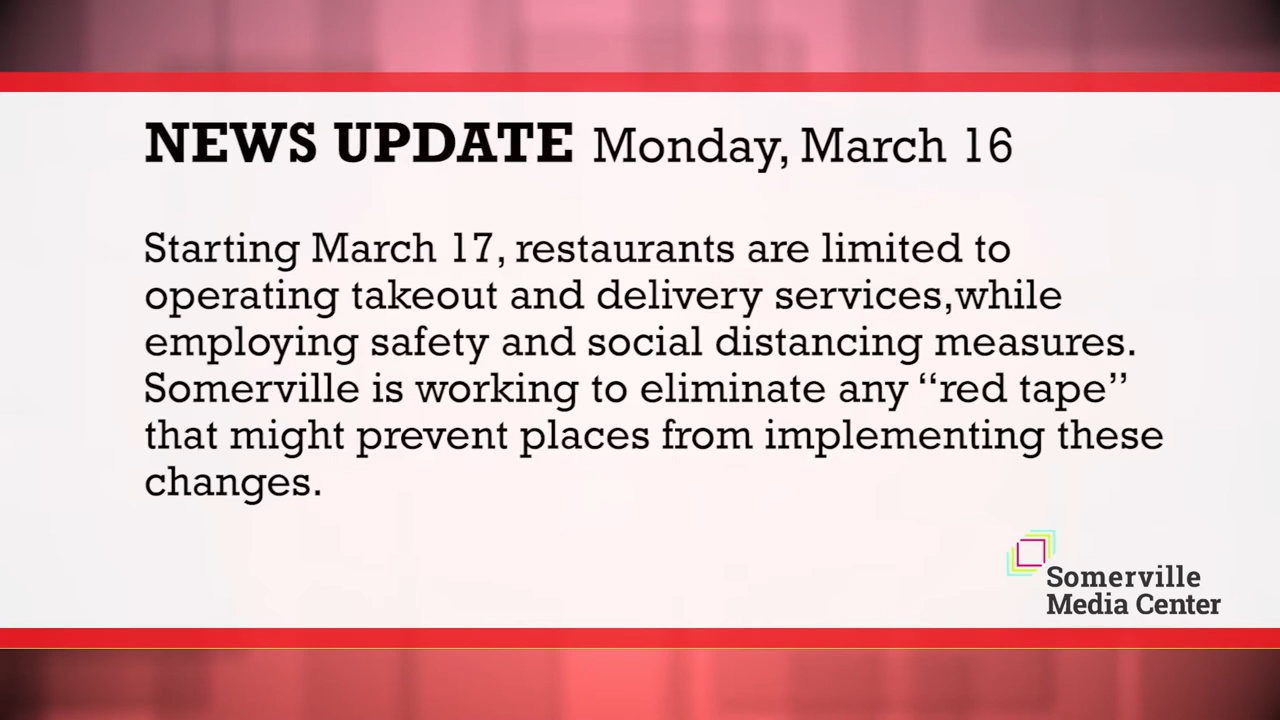 NEWS UPDATE Monday, March 16
Starting March 17, restaurants are limited to
operating takeout and delivery services,while
employing safety and social distancing measures.
Somerville is working to eliminate any “red tape”
that might prevent places from implementing these
changes.
Somerville
Media Center